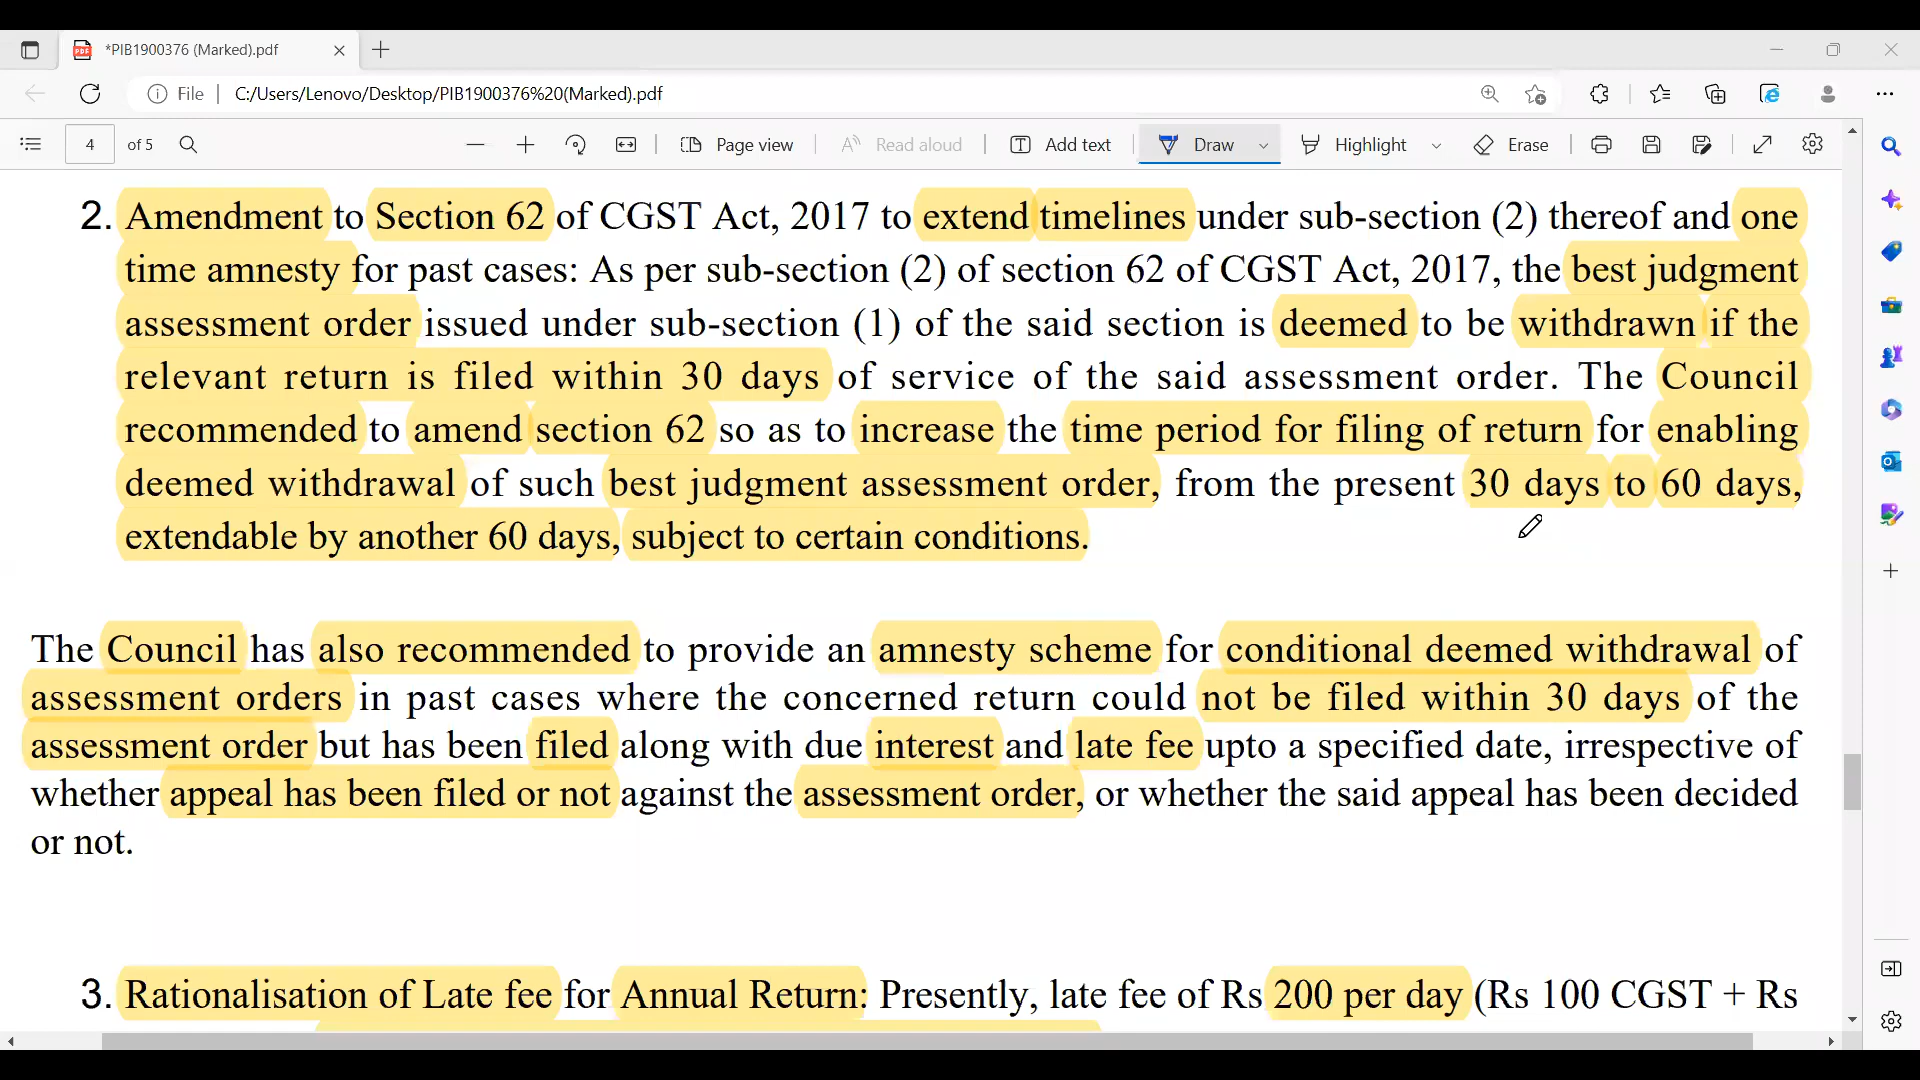 *PIB1900376 (Marked).pdf
File
C:/Users/Lenovo/Desktop/PIB1900376%20(Marked).pdf
4 of 5
Page view
Read aloud
Add text
Draw
Highlight
Erase
2. Amendment to Section 62 of CGST Act, 2017 to extend timelines under sub-section (2) thereof and one
time amnesty for past cases: As per sub-section (2) of section 62 of CGST Act, 2017, the best judgment
assessment order issued under sub-section (1) of the said section is deemed to be withdrawn if the
relevant return is filed within 30 days of service of the said assessment order. The Council
recommended to amend section 62 so as to increase the time period for filing of return for enabling
deemed withdrawal of such best judgment assessment order, from the present 30 days to 60 days,
extendable by another 60 days, subject to certain conditions.
The Council has also recommended to provide an amnesty scheme for conditional deemed withdrawal of
assessment orders in past cases where the concerned return could not be filed within 30 days of the
assessment order but has been filed along with due interest and late fee upto a specified date, irrespective of
whether appeal has been filed or not against the assessment order, or whether the said appeal has been decided
or not.
3. Rationalisation of Late fee for Annual Return: Presently, late fee of Rs 200 per day (Rs 100 CGST + Rs